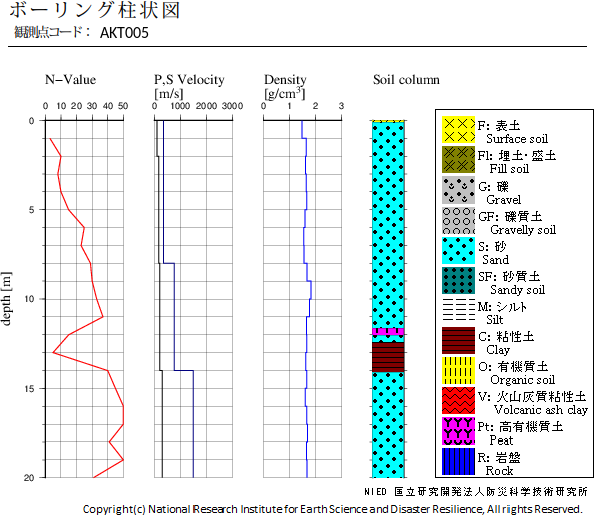 ボーリング柱状図
観測点コード： AKT005
N-Value
P,S Velocity
[m/s]
Density
[g/cm³]
Soil column
0 10 20 30 40 50
0 1000 2000 3000
0 1 2 3
depth [m]
0
5
10
15
20
F: 表土
Surface soil
Fl: 埋土・盛土
Fill soil
G: 礫
Gravel
GF: 礫質土
Gravelly soil
S: 砂
Sand
SF: 砂質土
Sandy soil
M: シルト
Silt
C: 粘性土
Clay
O: 有機質土
Organic soil
V: 火山灰質粘性土
Volcanic ash clay
Pt: 高有機質土
Peat
R: 岩盤
Rock
NIED 国立研究開発法人防災科学技術研究所
Copyright(c) National Research Institute for Earth Science and Disaster Resilience, All rights Reserved.